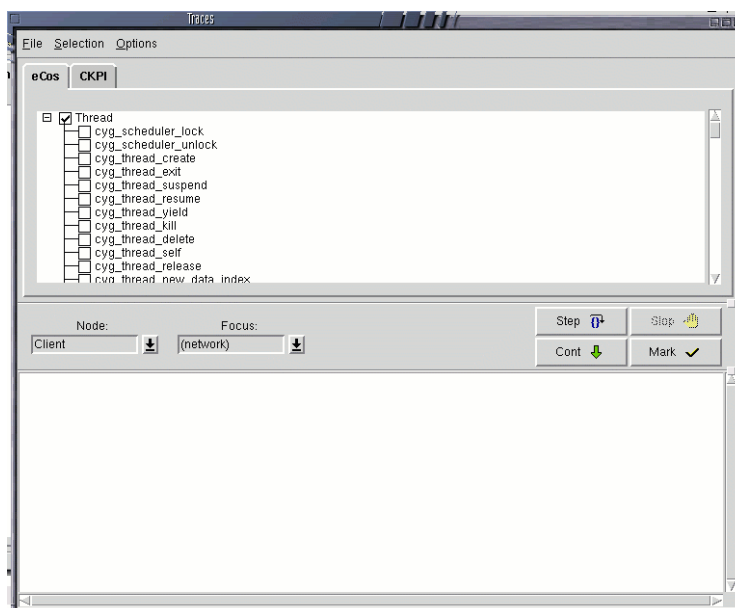 Traces
File Selection Options
eCos CKPI
Thread
cyg_scheduler_lock
cyg_scheduler_unlock
cyg_thread_create
cyg_thread_exit
cyg_thread_suspend
cyg_thread_resume
cyg_thread_yield
cyg_thread_kill
cyg_thread_delete
cyg_thread_self
cyg_thread_release
cyg_thread_new_data_index
Node: Focus:
Client (network)
Step Stop
Cont Mark